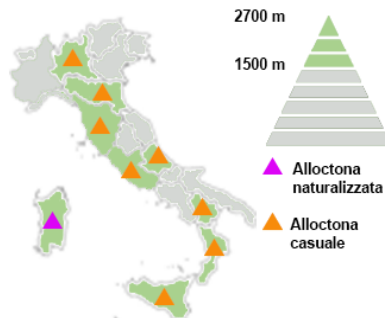 2700 m
1500 m
Alloctona
naturalizzata
Alloctona
casuale